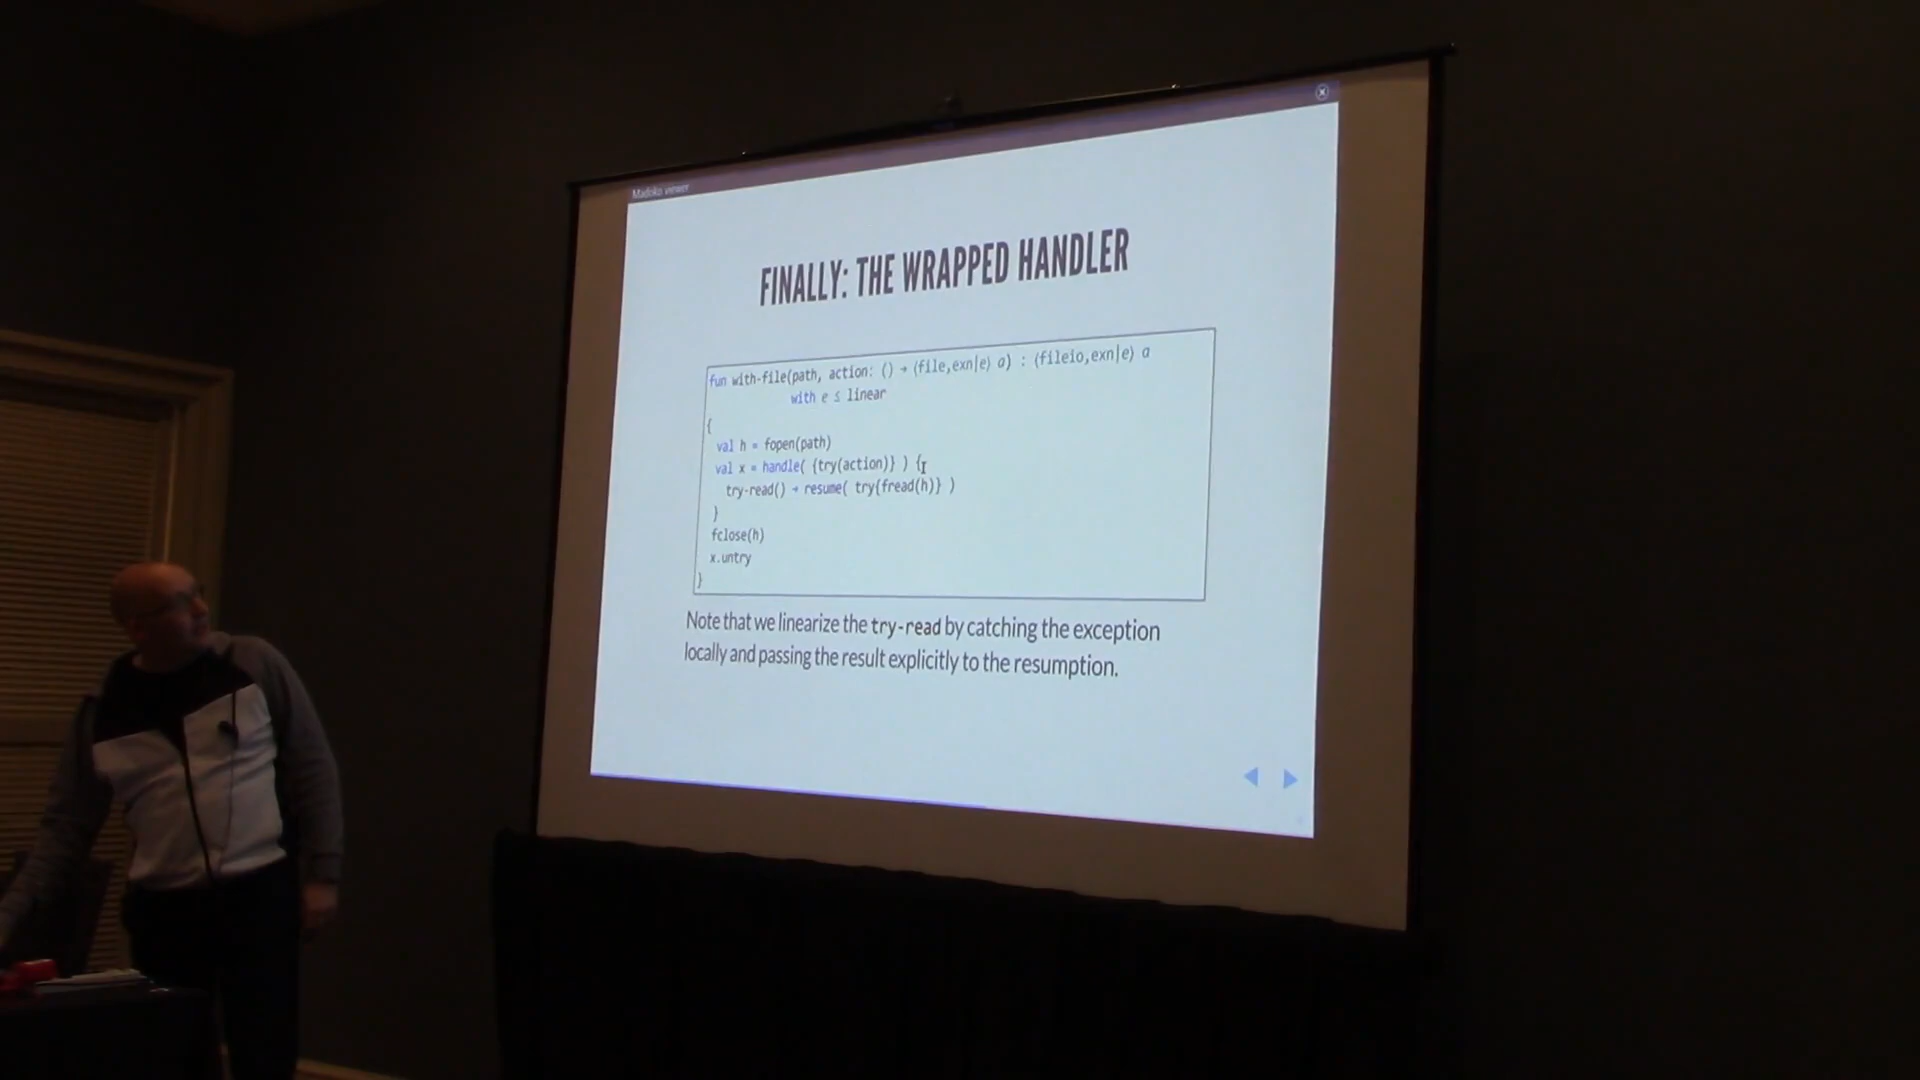 Madoko viewer
FINALLY: THE WRAPPED HANDLER
fun with-file(path, action: () → ⟨file,exn|e⟩ a) : ⟨fileio,exn|e⟩ a
with e ≤ linear
{
val h = fopen(path)
val x = handle( {try(action)} ) {
try-read() → resume( try{fread(h)} )
}
fclose(h)
x.untry
}
Note that we linearize the try-read by catching the exception
locally and passing the result explicitly to the resumption.